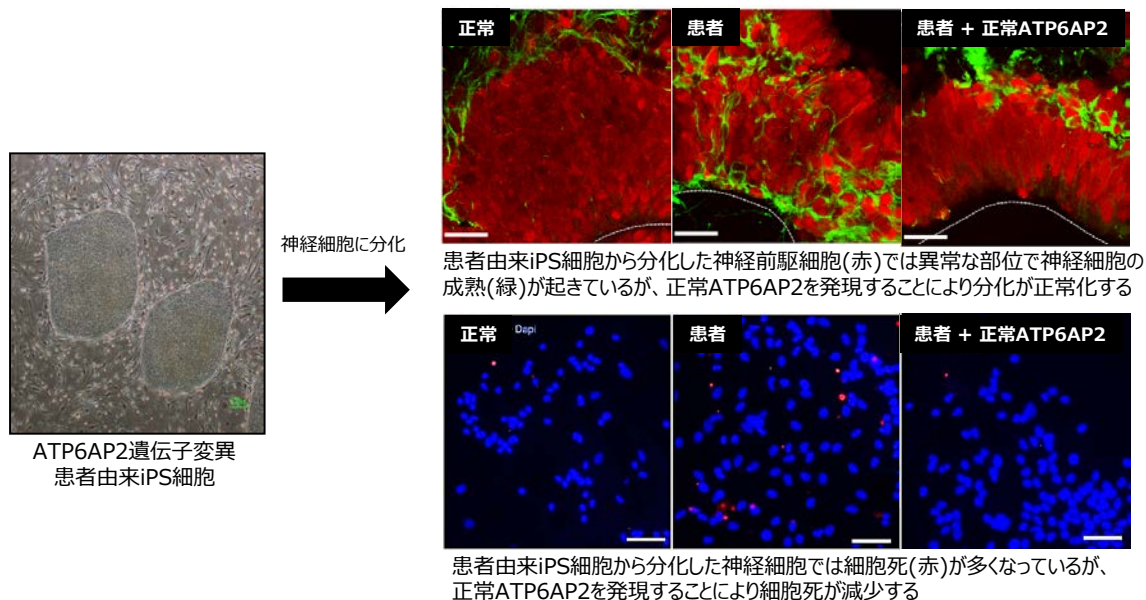 正常
患者
患者 + 正常ATP6AP2
神経細胞に分化
患者由来iPS細胞から分化した神経前駆細胞(赤)では異常な部位で神経細胞の
成熟(緑)が起きているが、正常ATP6AP2を発現することにより分化が正常化する
ATP6AP2遺伝子変異
患者由来iPS細胞
正常
Dapi
患者
患者 + 正常ATP6AP2
患者由来iPS細胞から分化した神経細胞では細胞死(赤)が多くなっているが、
正常ATP6AP2を発現することにより細胞死が減少する